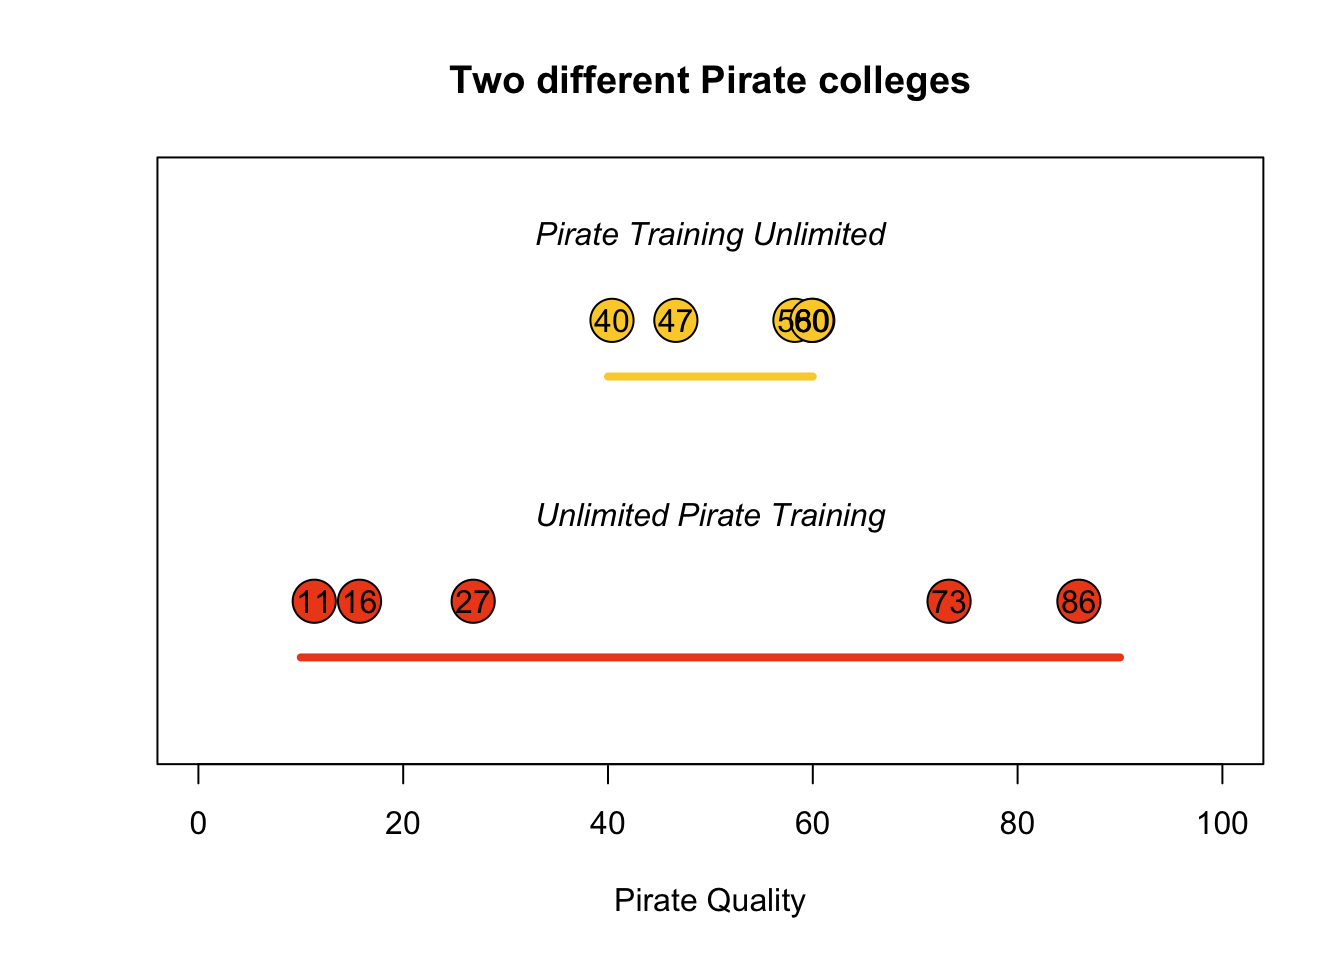 Two different Pirate colleges
Pirate Training Unlimited
40 47 60
Unlimited Pirate Training
11 16 27 73 86
0 20 40 60 80 100
Pirate Quality